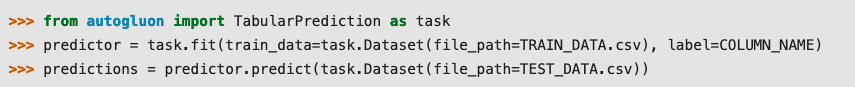 >>> from autogluon import TabularPrediction as task
>>> predictor = task.fit(train_data=task.Dataset(file_path=TRAIN_DATA.csv), label=COLUMN_NAME)
>>> predictions = predictor.predict(task.Dataset(file_path=TEST_DATA.csv))